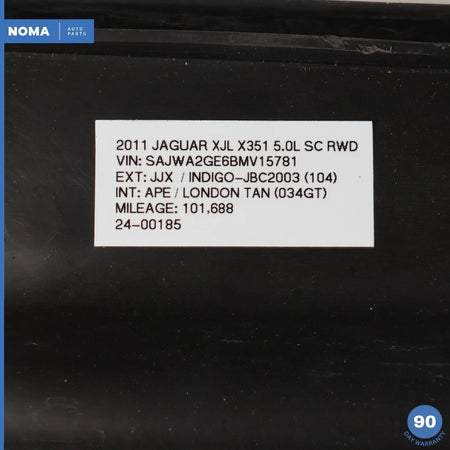 NOMA AUTO PARTS
2011 JAGUAR XJL X351 5.0L SC RWD
VIN: SAJWA2GE6BMV15781
EXT: JJX / INDIGO-JBC2003 (104)
INT: APE / LONDON TAN (034GT)
MILEAGE: 101,688
24-00185
90
DAY WARRANTY